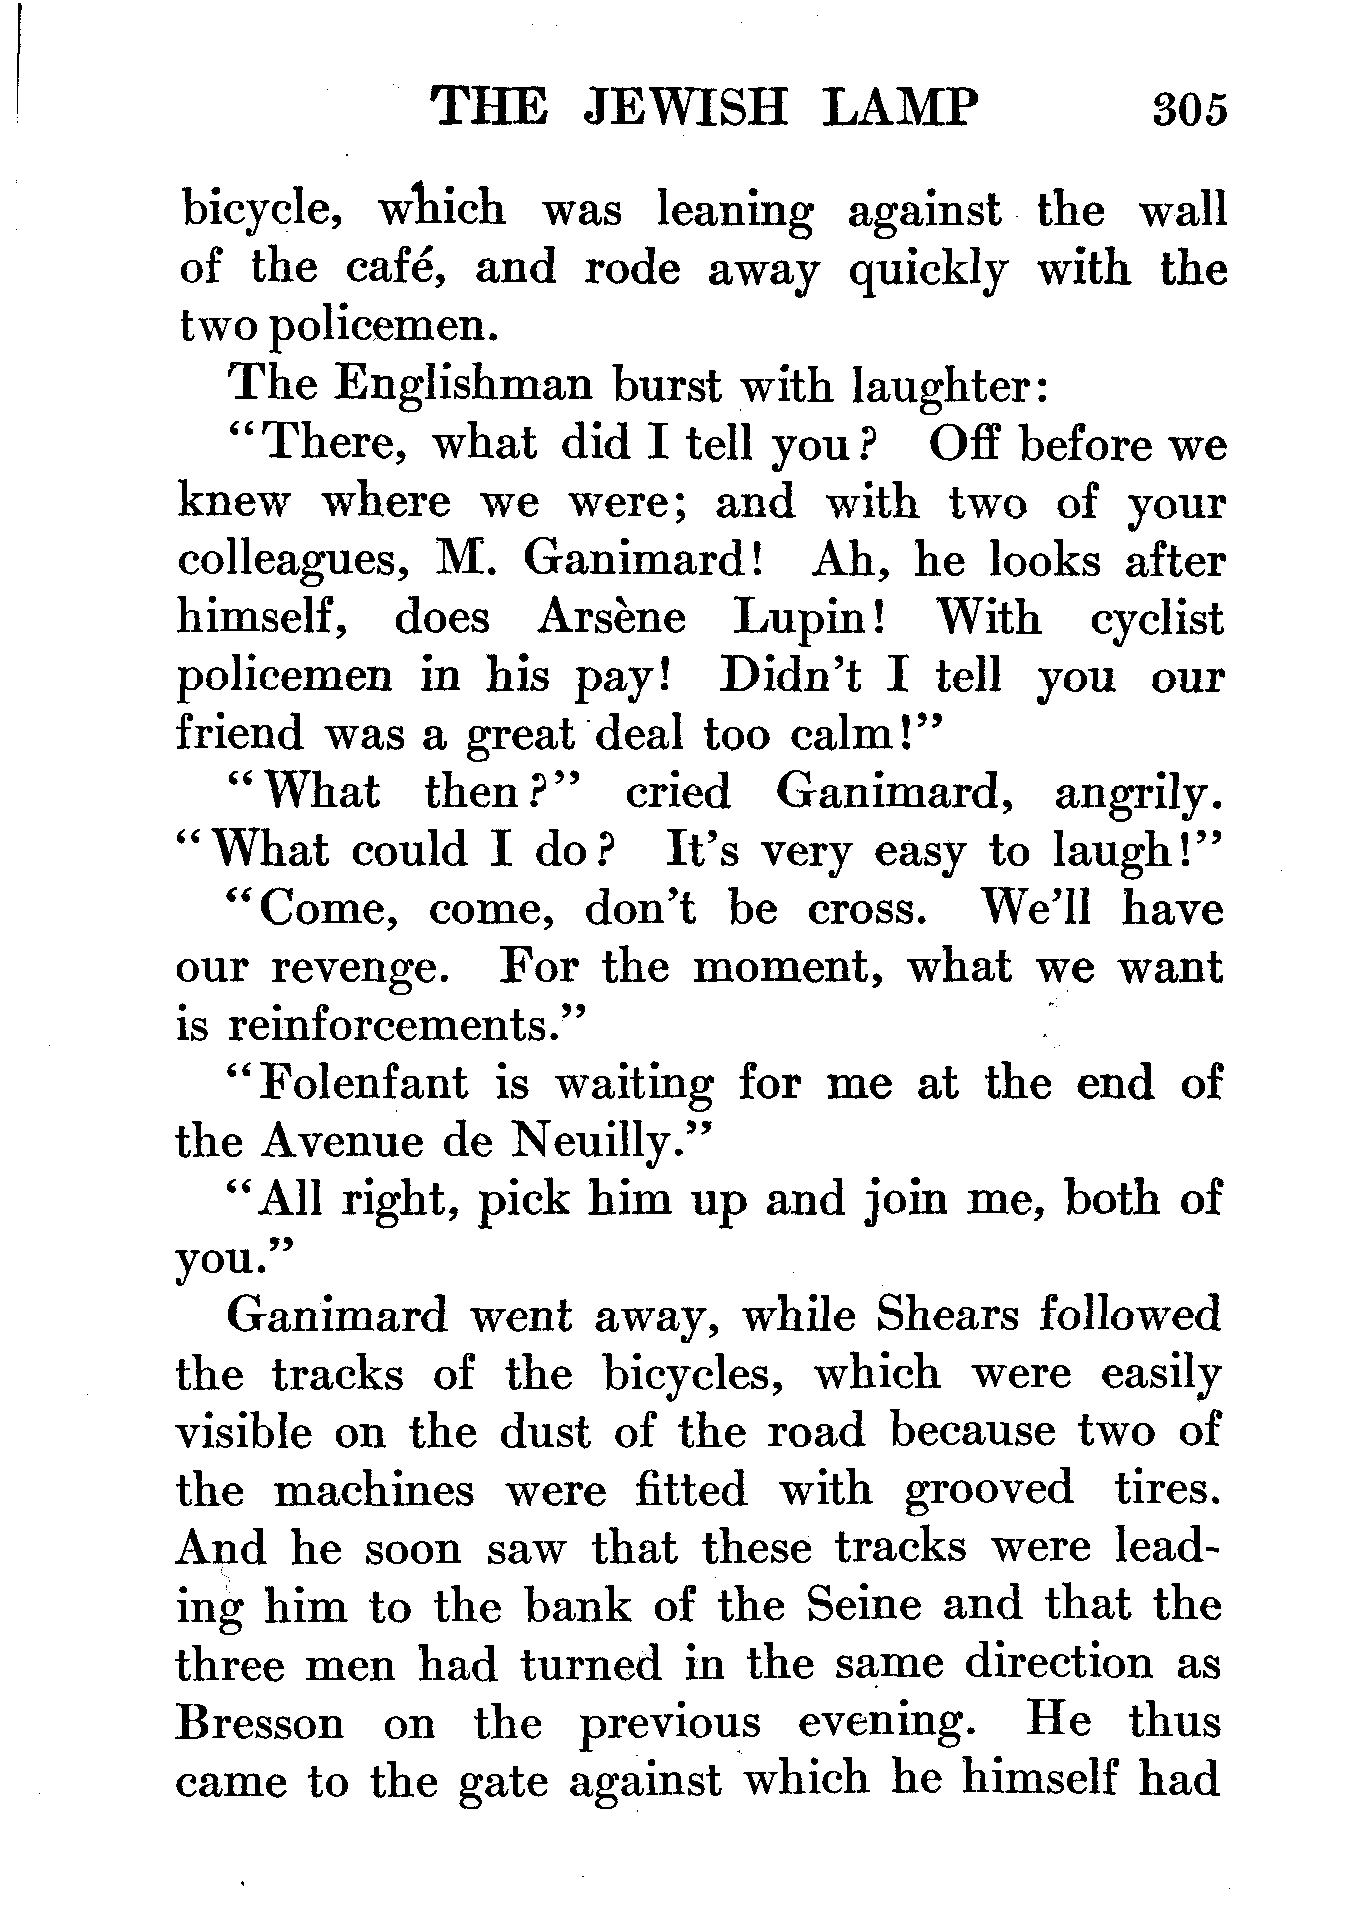 THE JEWISH LAMP 305
bicycle, which was leaning against the wall
of the café, and rode away quickly with the
two policemen.
The Englishman burst with laughter:
“There, what did I tell you? Off before we
knew where we were; and with two of your
colleagues, M. Ganimard! Ah, he looks after
himself, does Arsène Lupin! With cyclist
policemen in his pay! Didn’t I tell you our
friend was a great deal too calm!”
“What then?” cried Ganimard, angrily.
“What could I do? It’s very easy to laugh!”
“Come, come, don’t be cross. We’ll have
our revenge. For the moment, what we want
is reinforcements.”
“Folenfant is waiting for me at the end of
the Avenue de Neuilly.”
“All right, pick him up and join me, both of
you.”
Ganimard went away, while Shears followed
the tracks of the bicycles, which were easily
visible on the dust of the road because two of
the machines were fitted with grooved tires.
And he soon saw that these tracks were lead-
ing him to the bank of the Seine and that the
three men had turned in the same direction as
Bresson on the previous evening. He thus
came to the gate against which he himself had